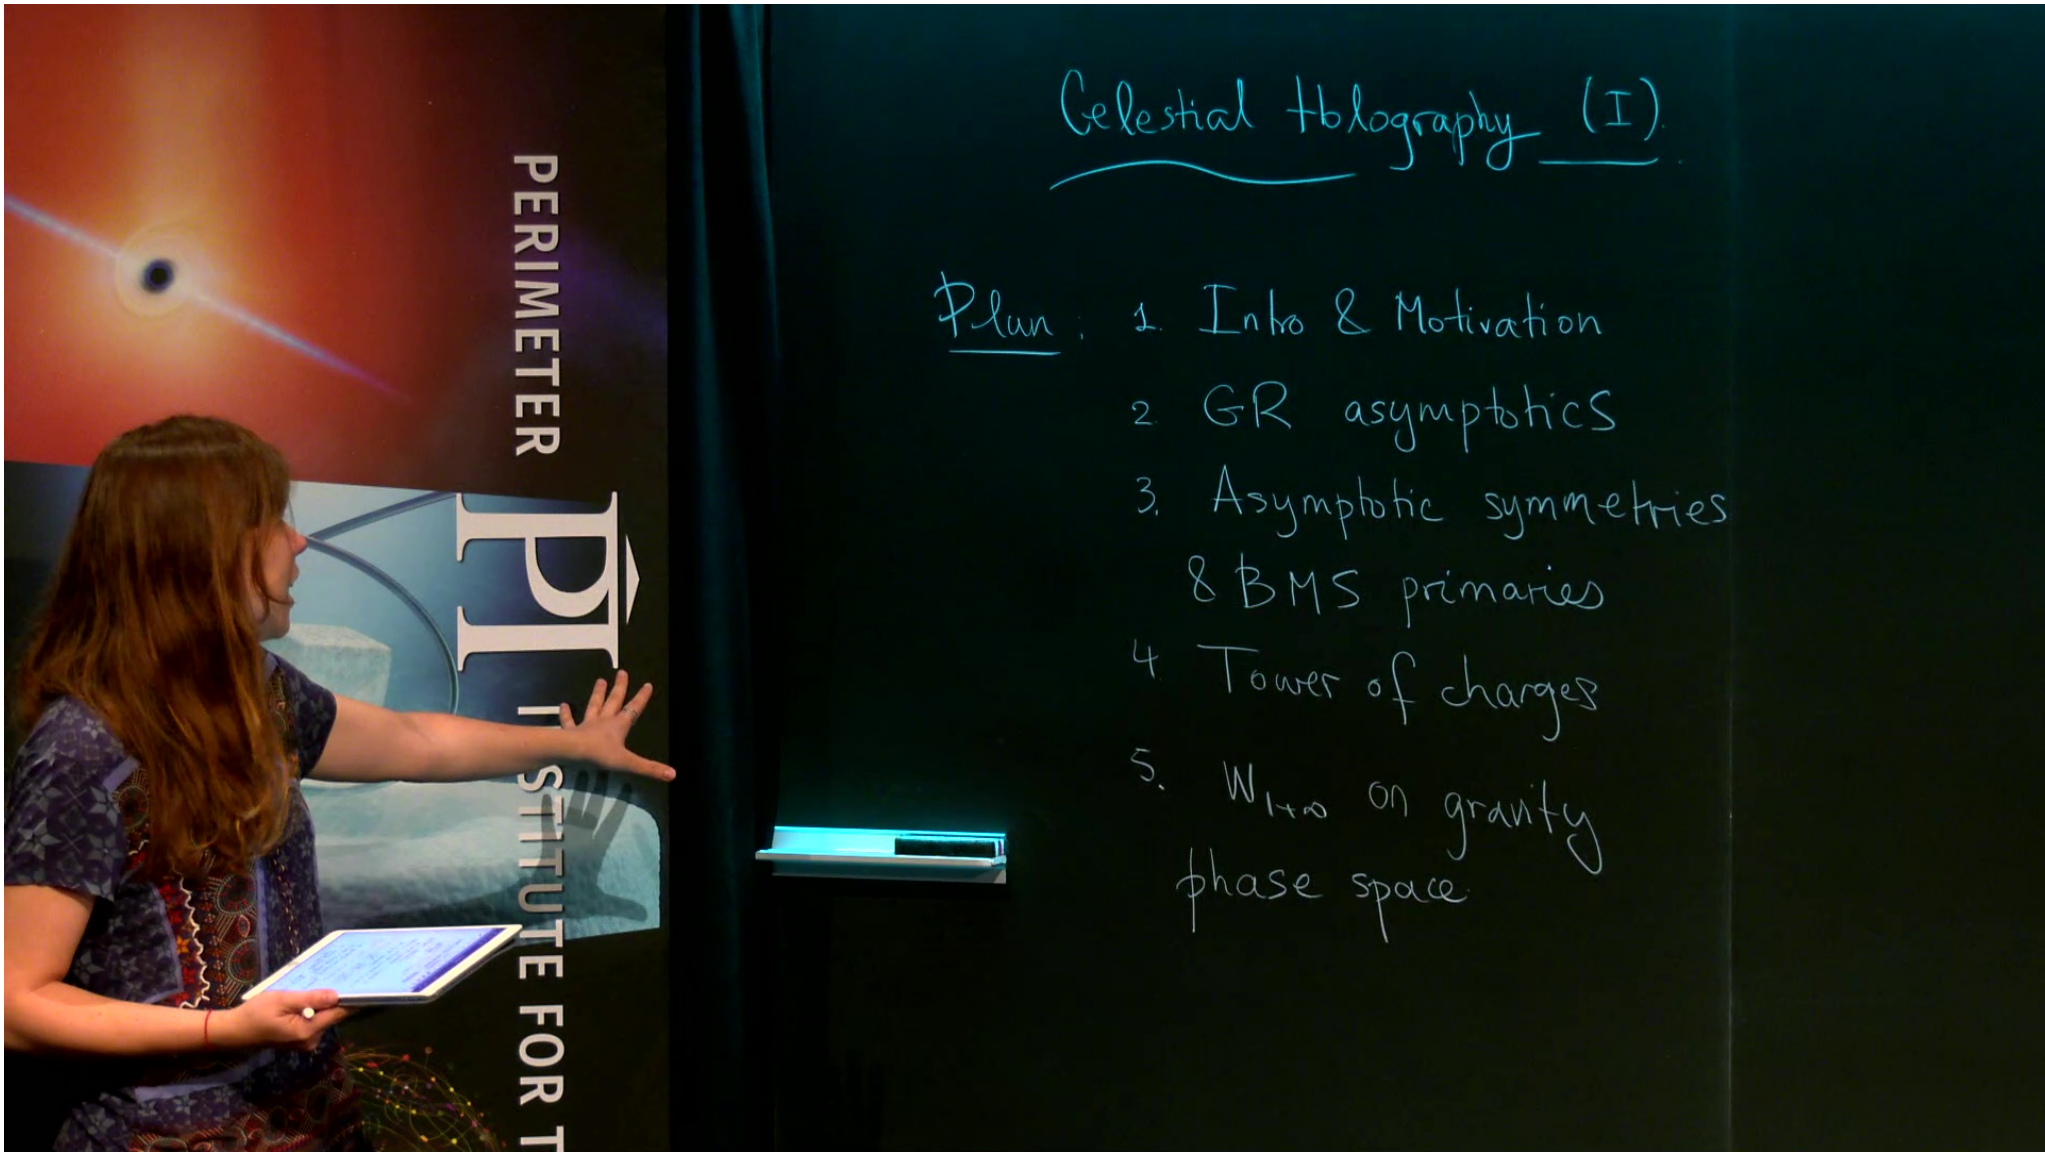 PERIMETER
PI
INSTITUTE FOR T
Celestial Holography (I).
Plan: 1. Intro & Motivation
2. GR asymptotics
3. Asymptotic symmetries
& BMS primaries
4 Tower of charges
5. W1+∞ on gravity
phase space